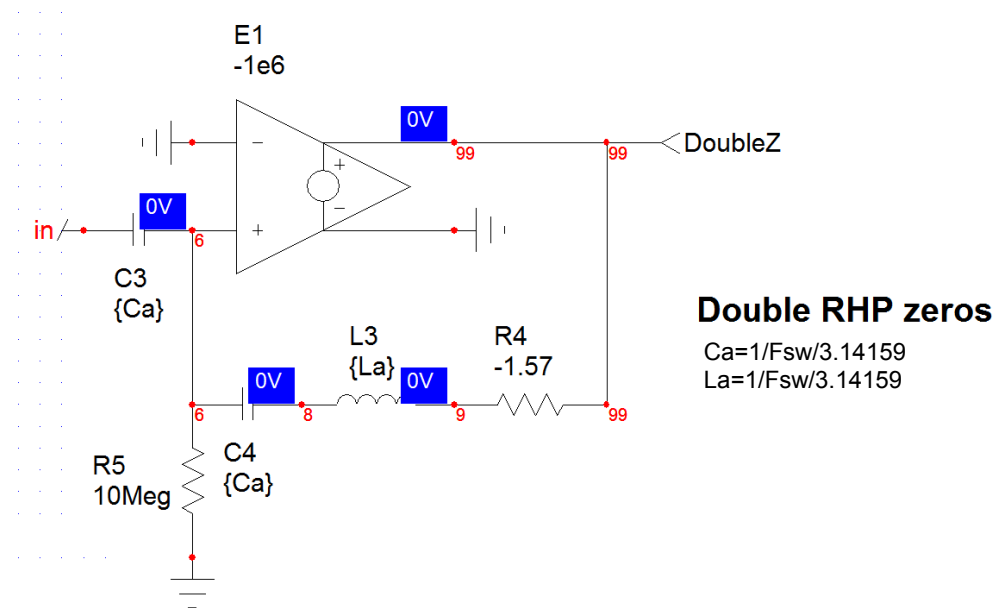 E1
-1e6
0V
99
99
DoubleZ
−
+
−
0V
in
6
+
C3
{Ca}
Double RHP zeros
Ca=1/Fsw/3.14159
La=1/Fsw/3.14159
L3
{La}
R4
-1.57
0V
0V
6
8
9
99
R5
10Meg
C4
{Ca}